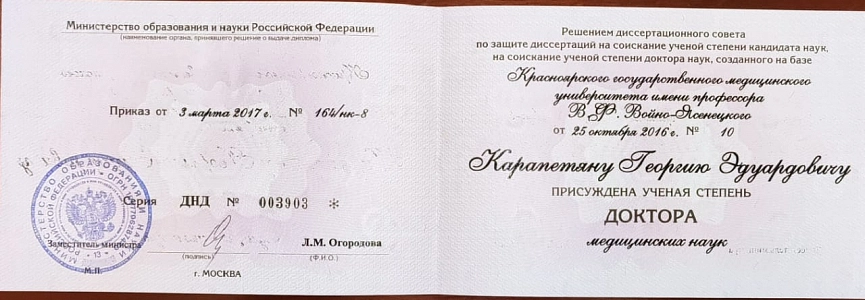 Министерство образования и науки Российской Федерации
(наименование органа, принявшего решение о выдаче диплома)
Приказ от 3 марта 2017 г. № 164/нк-8
Серия ДНД № 003903 *
Заместитель министра
Л.М. Огородова
(подпись) (Ф.И.О.)
М.П.
г. МОСКВА
Решением диссертационного совета
по защите диссертаций на соискание ученой степени кандидата наук,
на соискание ученой степени доктора наук, созданного на базе
Красноярского государственного медицинского
университета имени профессора
В.Ф. Войно-Ясенецкого
от 25 октября 2016 г. № 10
Карапетяну Георгию Эдуардовичу
ПРИСУЖДЕНА УЧЕНАЯ СТЕПЕНЬ
ДОКТОРА
медицинских наук